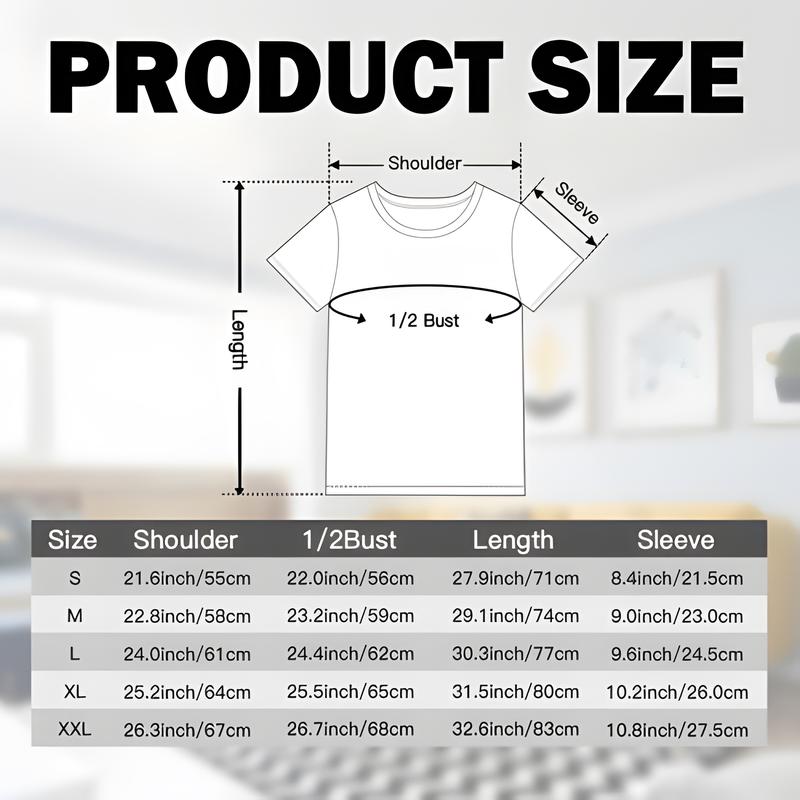 PRODUCT SIZE
Shoulder
Sleeve
Length
1/2 Bust
Size Shoulder 1/2Bust Length Sleeve
S 21.6inch/55cm 22.0inch/56cm 27.9inch/71cm 8.4inch/21.5cm
M 22.8inch/58cm 23.2inch/59cm 29.1inch/74cm 9.0inch/23.0cm
L 24.0inch/61cm 24.4inch/62cm 30.3inch/77cm 9.6inch/24.5cm
XL 25.2inch/64cm 25.5inch/65cm 31.5inch/80cm 10.2inch/26.0cm
XXL 26.3inch/67cm 26.7inch/68cm 32.6inch/83cm 10.8inch/27.5cm